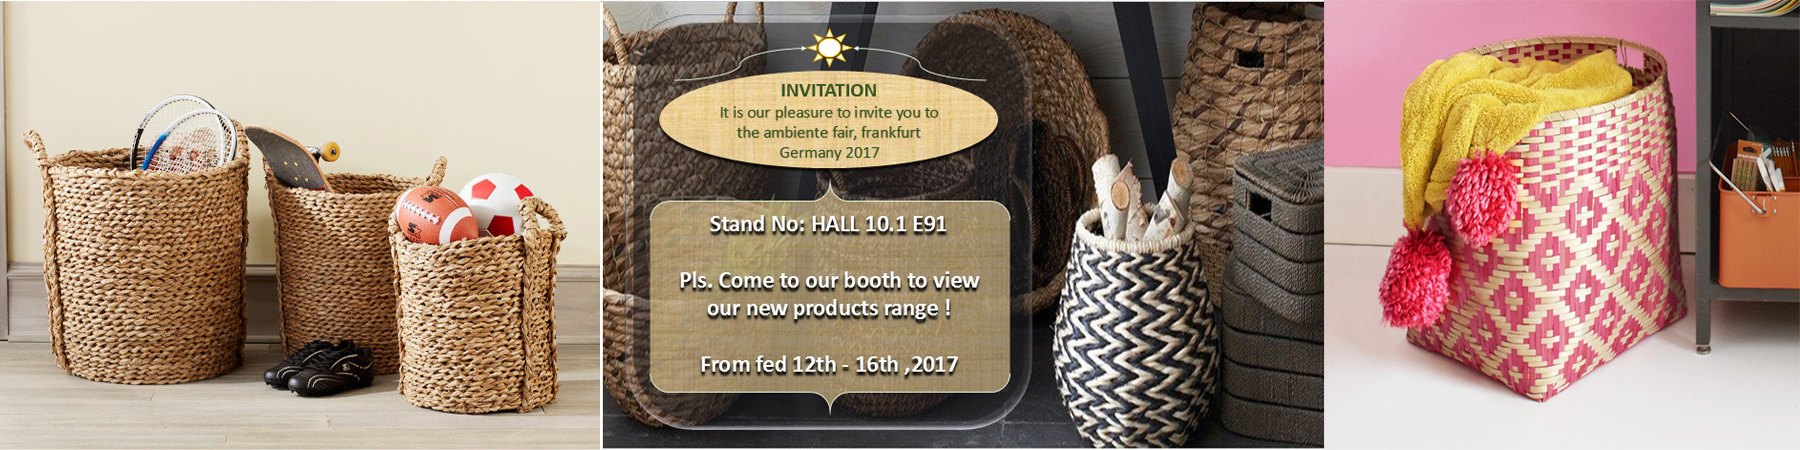 INVITATION
It is our pleasure to invite you to
the ambiente fair, frankfurt
Germany 2017
Stand No: HALL 10.1 E91
Pls. Come to our booth to view
our new products range !
From fed 12th - 16th ,2017